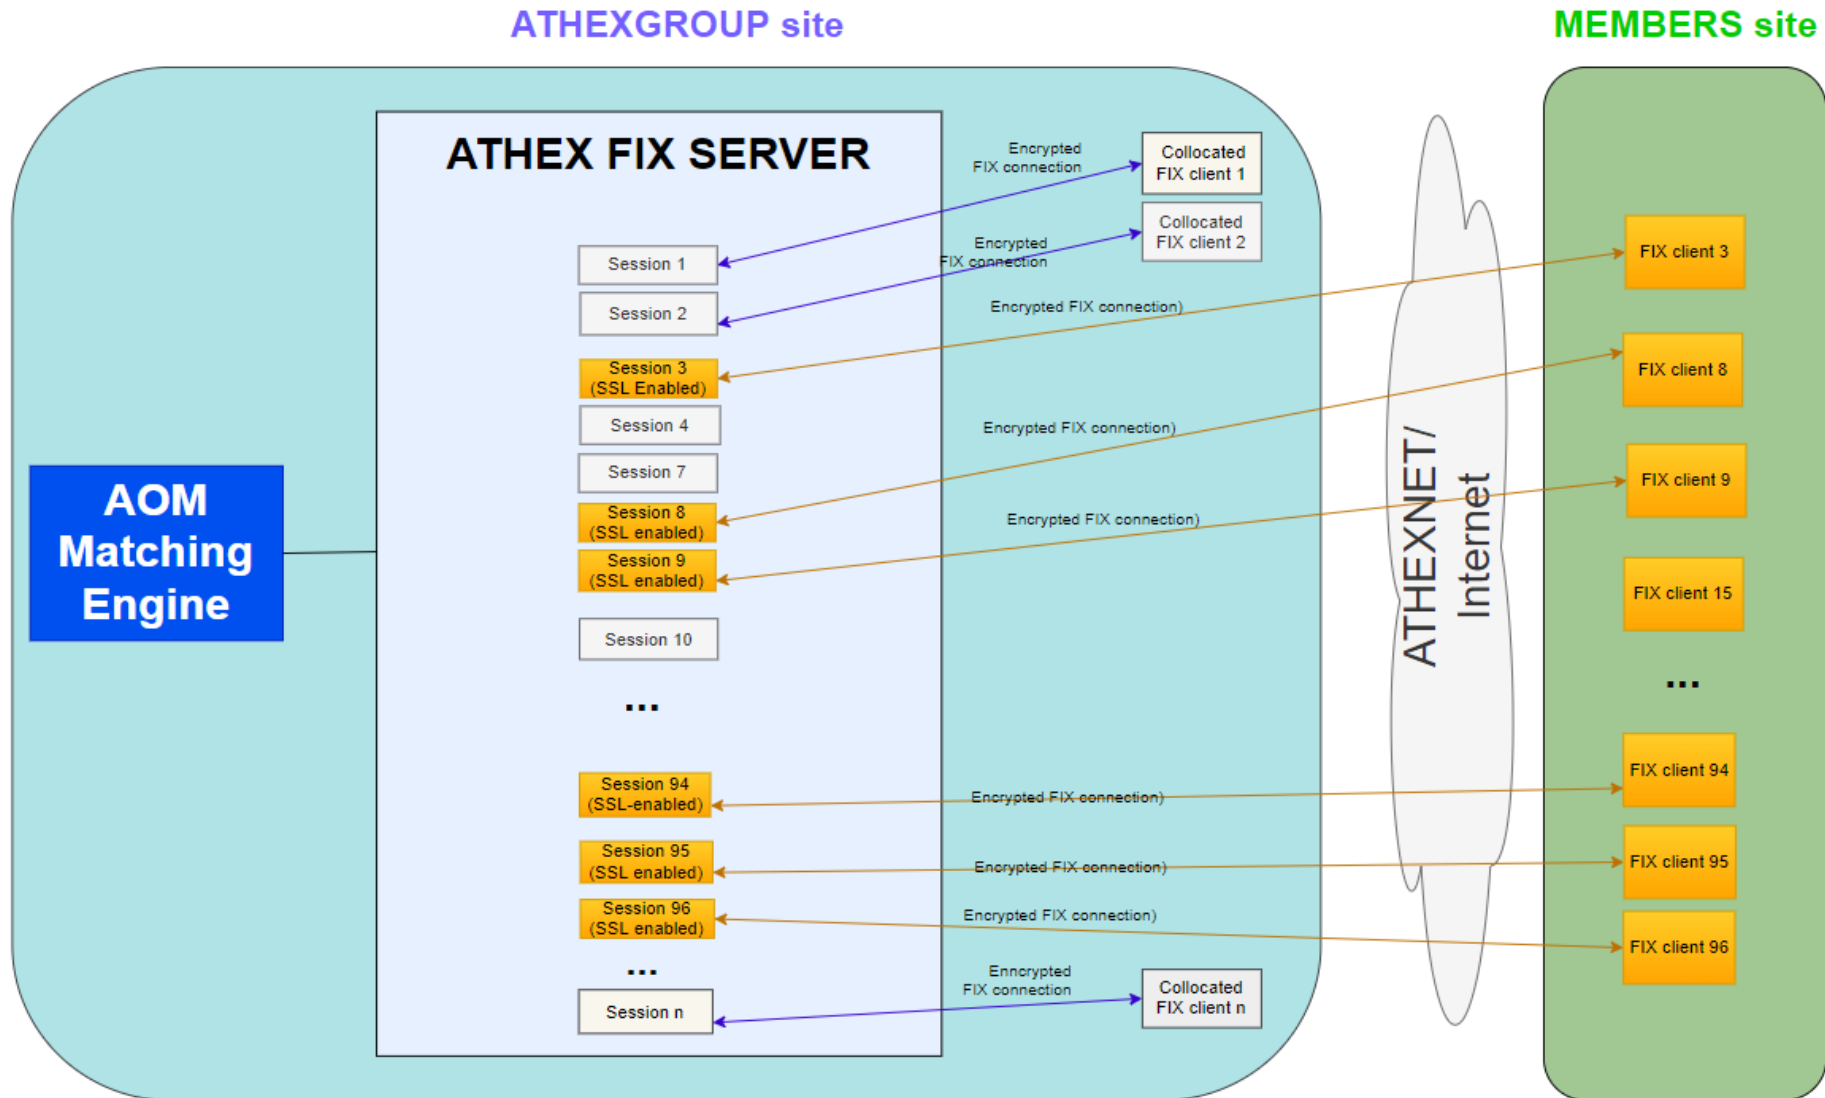 ATHEXGROUP site
MEMBERS site
ATHEX FIX SERVER
AOM
Matching
Engine
Session 1
Session 2
Session 3
(SSL Enabled)
Session 4
Session 7
Session 8
(SSL enabled)
Session 9
(SSL enabled)
Session 10
...
Session 94
(SSL-enabled)
Session 95
(SSL enabled)
Session 96
(SSL enabled)
...
Session n
Encrypted
FIX connection
Encrypted
FIX connection
Encrypted FIX connection)
Encrypted FIX connection)
Encrypted FIX connection)
Encrypted FIX connection)
Encrypted FIX connection)
Encrypted FIX connection)
Enncrypted
FIX connection
Collocated
FIX client 1
Collocated
FIX client 2
Collocated
FIX client n
ATHEXNET/
Internet
FIX client 3
FIX client 8
FIX client 9
FIX client 15
...
FIX client 94
FIX client 95
FIX client 96